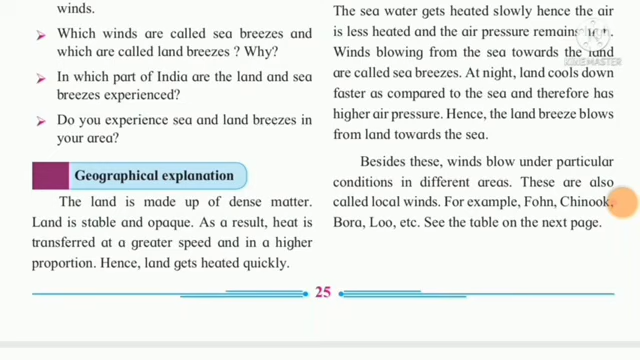 winds.
➤ Which winds are called sea breezes and
which are called land breezes ? Why?
➤ In which part of India are the land and sea
breezes experienced?
➤ Do you experience sea and land breezes in
your area?
Geographical explanation
The land is made up of dense matter.
Land is stable and opaque. As a result, heat is
transferred at a greater speed and in a higher
proportion. Hence, land gets heated quickly.
The sea water gets heated slowly hence the air
is less heated and the air pressure remains high.
Winds blowing from the sea towards the land
are called sea breezes. At night, land cools down
faster as compared to the sea and therefore has
higher air pressure. Hence, the land breeze blows
from land towards the sea.
Besides these, winds blow under particular
conditions in different areas. These are also
called local winds. For example, Fohn, Chinook,
Bora, Loo, etc. See the table on the next page.
25
KINEMASTER